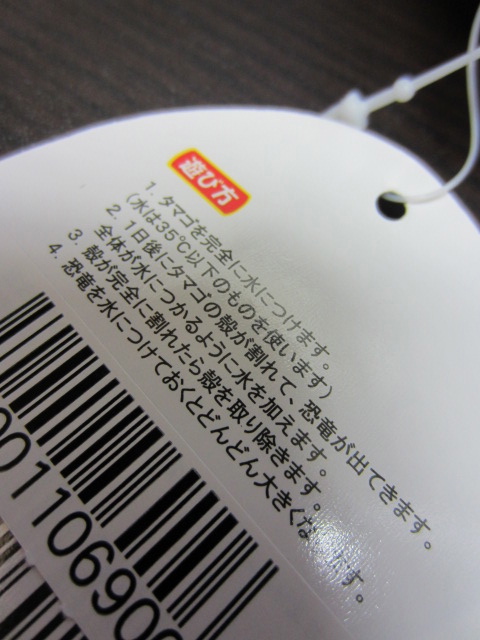 遊び方
1. タマゴを完全に水につけます。
(水は35℃以下のものを使います)
2. 1日後にタマゴの殻が割れて、恐竜が出てきます。
全体が水につかるように水を加えます。
3. 殻が完全に割れたら殻を取り除きます。
4. 恐竜を水につけておくとどんどん大きくなります。
0110690